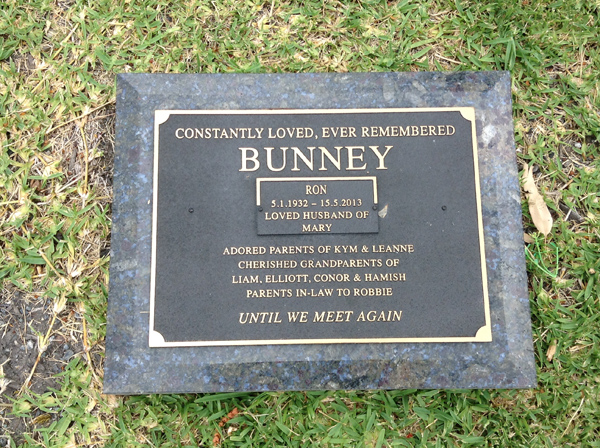 CONSTANTLY LOVED, EVER REMEMBERED
BUNNEY
RON
5.1.1932 – 15.5.2013
LOVED HUSBAND OF
MARY
ADORED PARENTS OF KYM & LEANNE
CHERISHED GRANDPARENTS OF
LIAM, ELLIOTT, CONOR & HAMISH
PARENTS IN-LAW TO ROBBIE
UNTIL WE MEET AGAIN